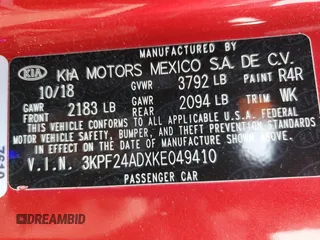 KIA KIA MOTORS MEXICO S.A. DE C.V.
10/18 GVWR 3792 LB PAINT R4R
GAWR FRONT 2183 LB GAWR REAR 2094 LB TRIM WK
THIS VEHICLE CONFORMS TO ALL APPLICABLE U.S. FEDERAL
MOTOR VEHICLE SAFETY, BUMPER, AND THEFT PREVENTION
STANDARDS IN EFFECT ON THE DATE OF MANUFACTURE SHOWN ABOVE.
V.I.N. 3KPF24ADXKE049410
PASSENGER CAR
DREAMBID